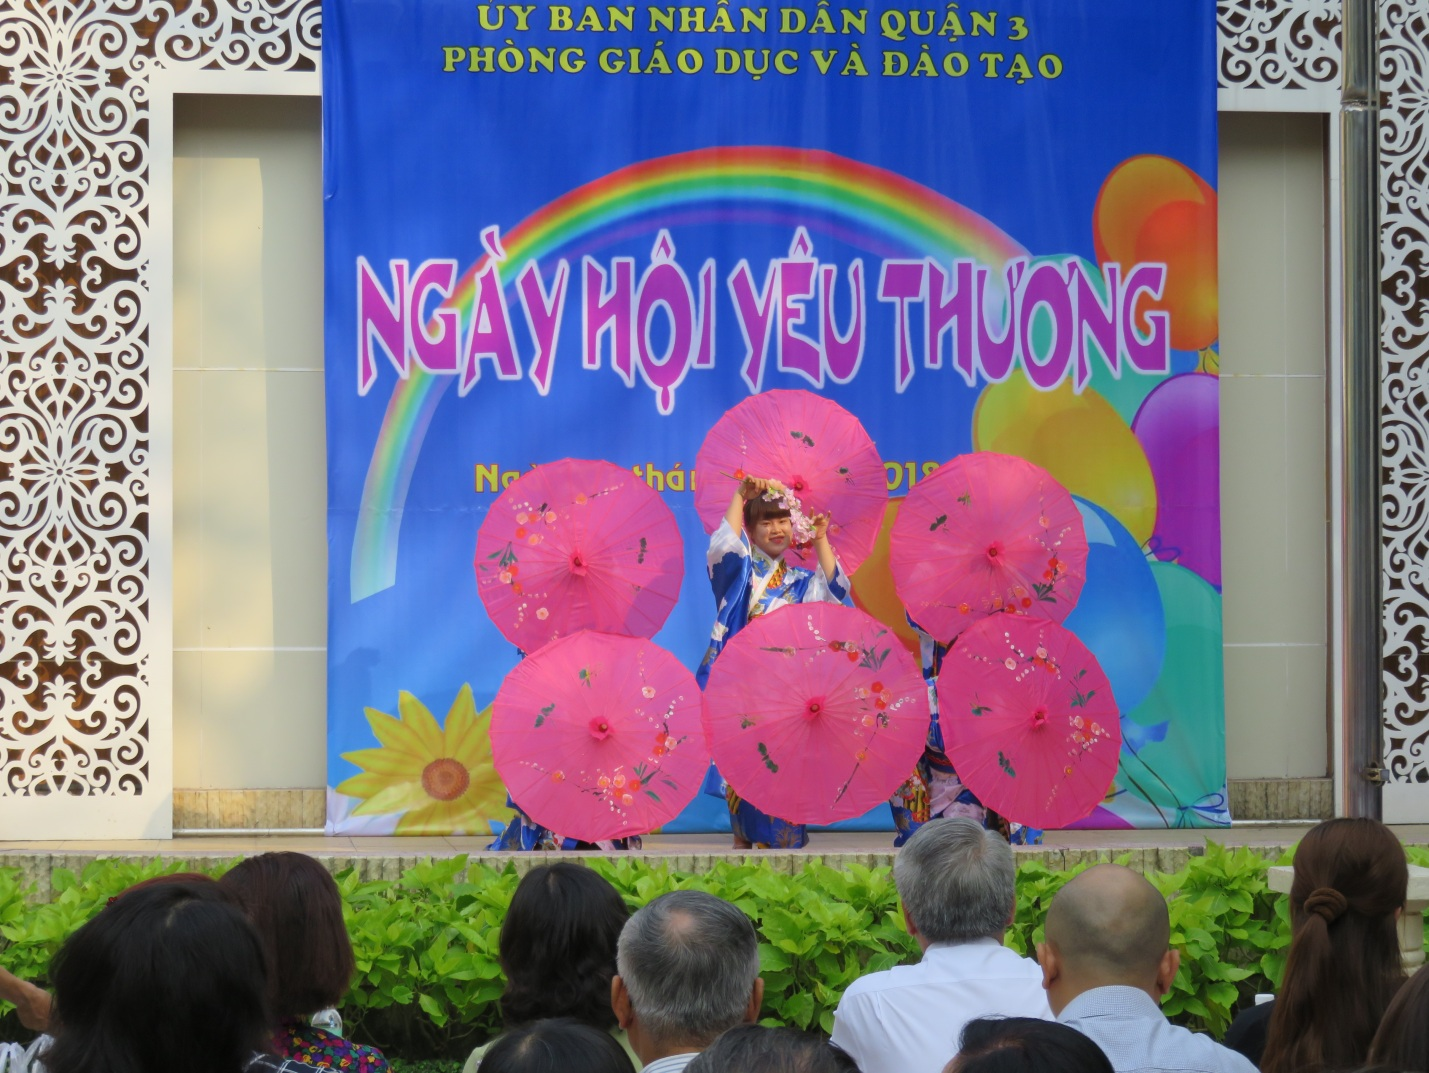 ỦY BAN NHÂN DÂN QUẬN 3
PHÒNG GIÁO DỤC VÀ ĐÀO TẠO
NGÀY HỘI YÊU THƯƠNG